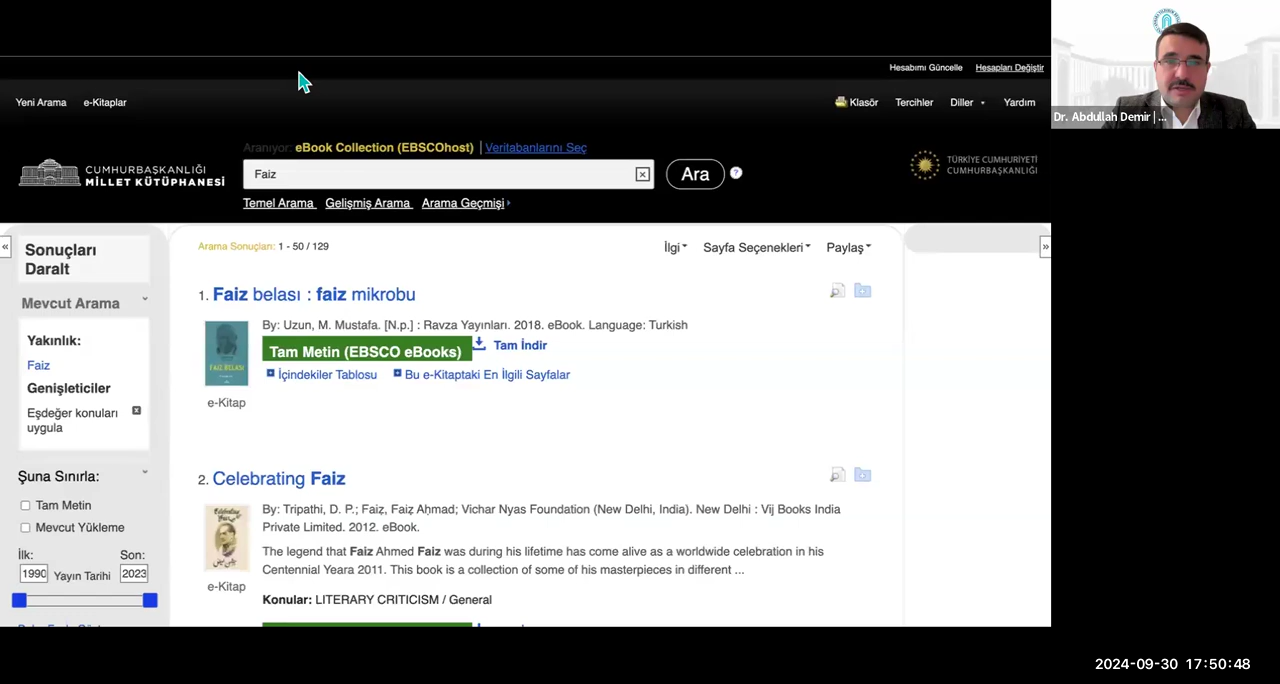 Hesabımı Güncelle Hesapları Değiştir
Yeni Arama e-Kitaplar Klasör Tercihler Diller Yardım
Dr. Abdullah Demir | ...
Aranıyor: eBook Collection (EBSCOhost) | Veritabanlarını Seç
CUMHURBAŞKANLIĞI
MİLLET KÜTÜPHANESİ
Faiz
Ara
?
TÜRKİYE CUMHURİYETİ
CUMHURBAŞKANLIĞI
Temel Arama Gelişmiş Arama Arama Geçmişi
« Sonuçları
Daralt
Mevcut Arama
Yakınlık:
Faiz
Genişleticiler
Eşdeğer konuları
uygula
Şuna Sınırla:
Tam Metin
Mevcut Yükleme
İlk: Son:
1990 Yayın Tarihi 2023
Arama Sonuçları: 1 - 50 / 129
İlgi Sayfa Seçenekleri Paylaş »
1. Faiz belası : faiz mikrobu
By: Uzun, M. Mustafa. [N.p.] : Ravza Yayınları. 2018. eBook. Language: Turkish
FAİZ BELASI
Tam Metin (EBSCO eBooks) Tam İndir
İçindekiler Tablosu Bu e-Kitaptaki En İlgili Sayfalar
e-Kitap
2. Celebrating Faiz
By: Tripathi, D. P.; Faiz, Faiz Aḥmad; Vichar Nyas Foundation (New Delhi, India). New Delhi : Vij Books India
Private Limited. 2012. eBook.
The legend that Faiz Ahmed Faiz was during his lifetime has come alive as a worldwide celebration in his
Centennial Yeara 2011. This book is a collection of some of his masterpieces in different ...
e-Kitap
Konular: LITERARY CRITICISM / General
2024-09-30 17:50:48